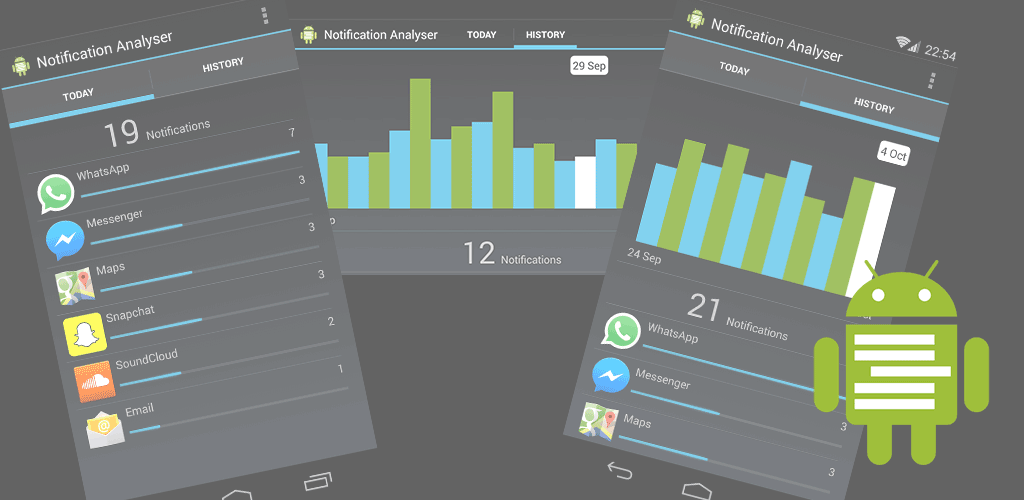 Notification Analyser
TODAY
HISTORY
19 Notifications
WhatsApp
7
Messenger
3
Maps
3
Snapchat
3
SoundCloud
2
Email
1
Notification Analyser
TODAY
HISTORY
29 Sep
12 Notifications
22:54
Notification Analyser
TODAY
HISTORY
4 Oct
24 Sep
21 Notifications
WhatsApp
Messenger
3
Maps
3